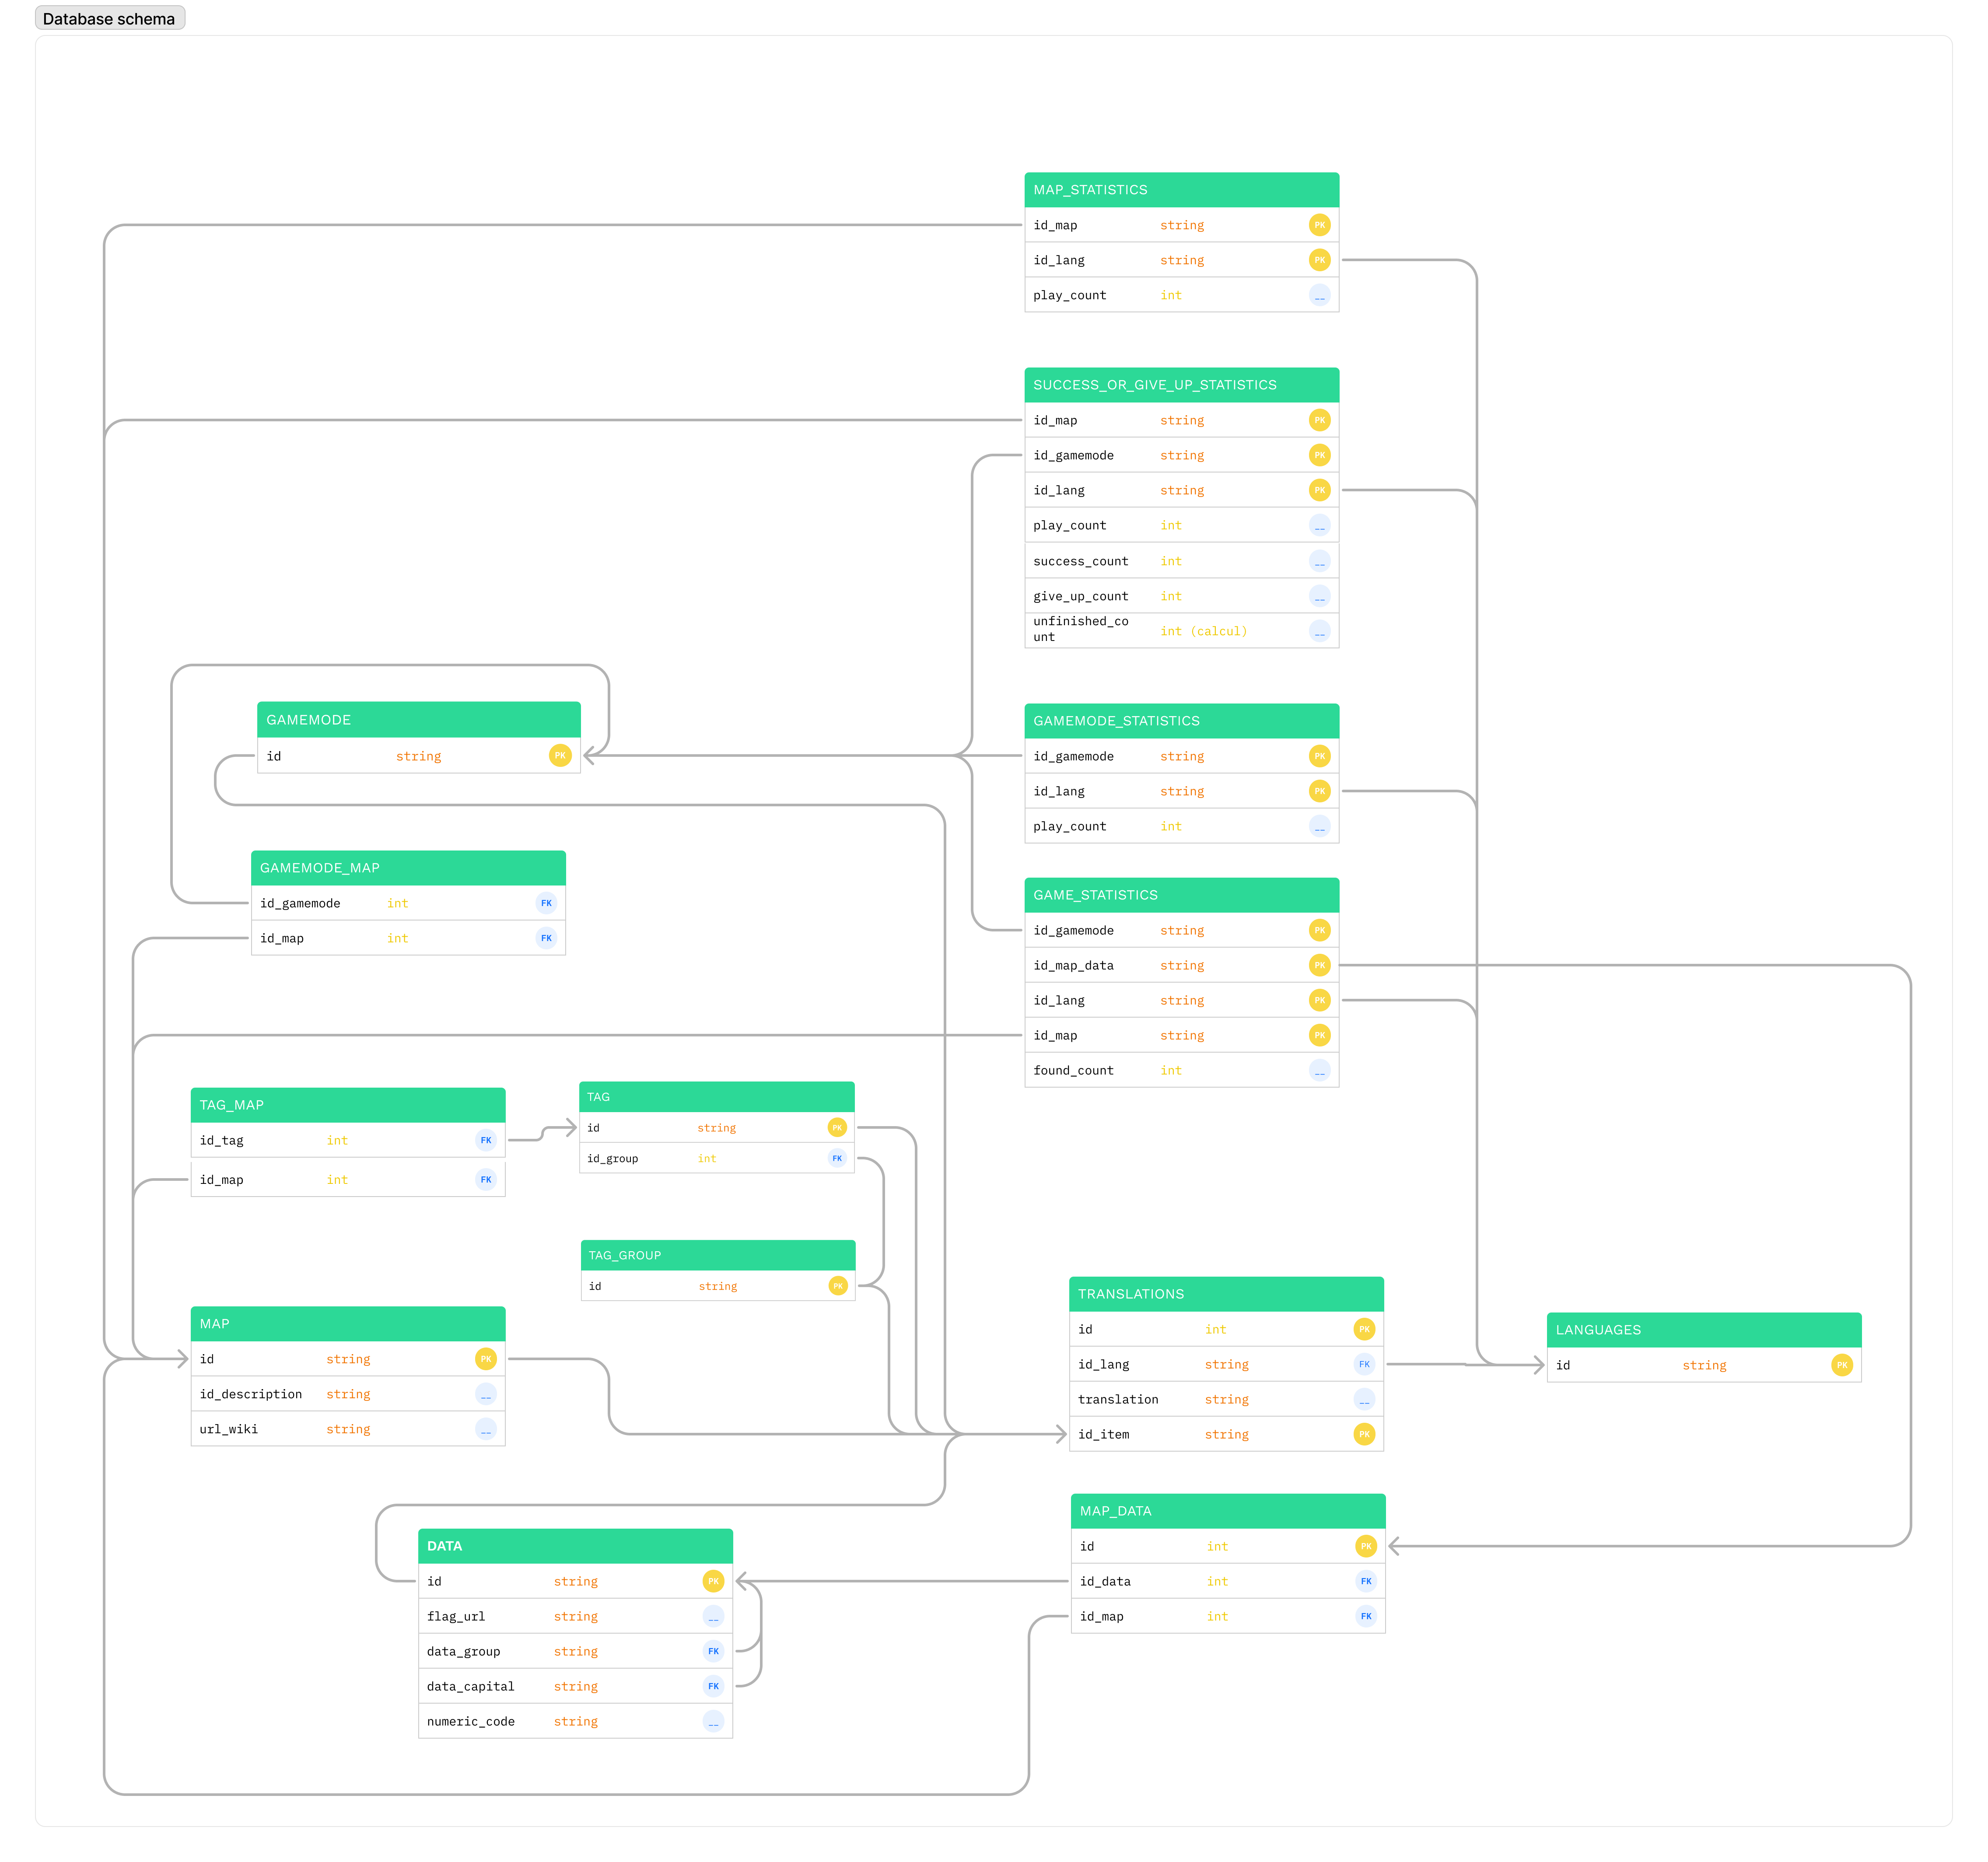 Database schema
MAP_STATISTICS
id_map string PK
id_lang string PK
play_count int __
SUCCESS_OR_GIVE_UP_STATISTICS
id_map string PK
id_gamemode string PK
id_lang string PK
play_count int __
success_count int __
give_up_count int __
unfinished_co
unt int (calcul) __
GAMEMODE
id string PK
GAMEMODE_STATISTICS
id_gamemode string PK
id_lang string PK
play_count int __
GAMEMODE_MAP
id_gamemode int FK
id_map int FK
GAME_STATISTICS
id_gamemode string PK
id_map_data string PK
id_lang string PK
id_map string PK
found_count int __
TAG_MAP
id_tag int FK
id_map int FK
TAG
id string PK
id_group int FK
TAG_GROUP
id string PK
MAP
id string PK
id_description string __
url_wiki string __
TRANSLATIONS
id int PK
id_lang string FK
translation string __
id_item string PK
LANGUAGES
id string PK
DATA
id string PK
flag_url string __
data_group string FK
data_capital string FK
numeric_code string __
MAP_DATA
id int PK
id_data int FK
id_map int FK